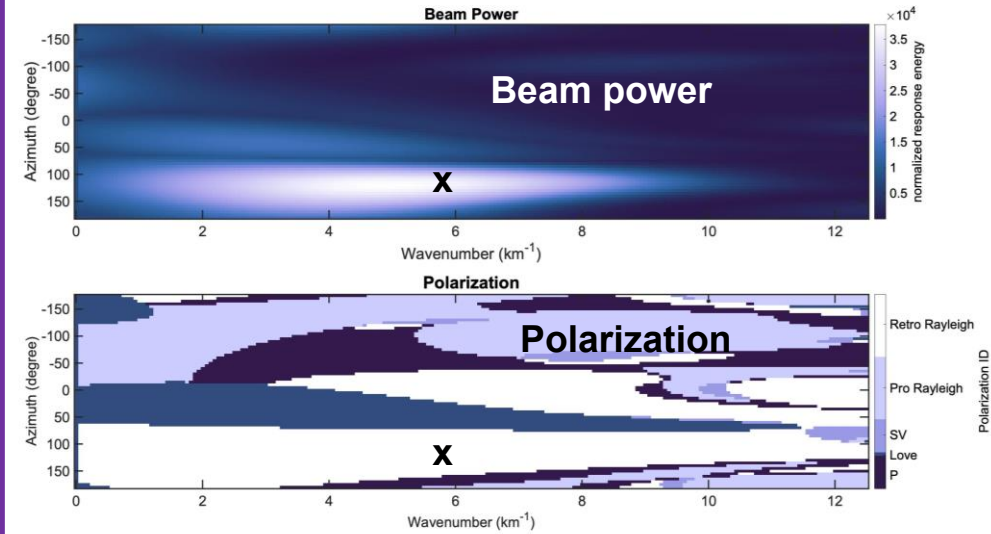 Beam Power
×10⁴
-150
-100
-50
0
50
100
150
Azimuth (degree)
Beam power
x
0 2 4 6 8 10 12
Wavenumber (km⁻¹)
3.5
3
2.5
2
1.5
1
0.5
normalized response energy
Polarization
-150
-100
-50
0
50
100
150
Azimuth (degree)
Polarization
x
0 2 4 6 8 10 12
Wavenumber (km⁻¹)
Retro Rayleigh
Pro Rayleigh
SV
Love
P
Polarization ID